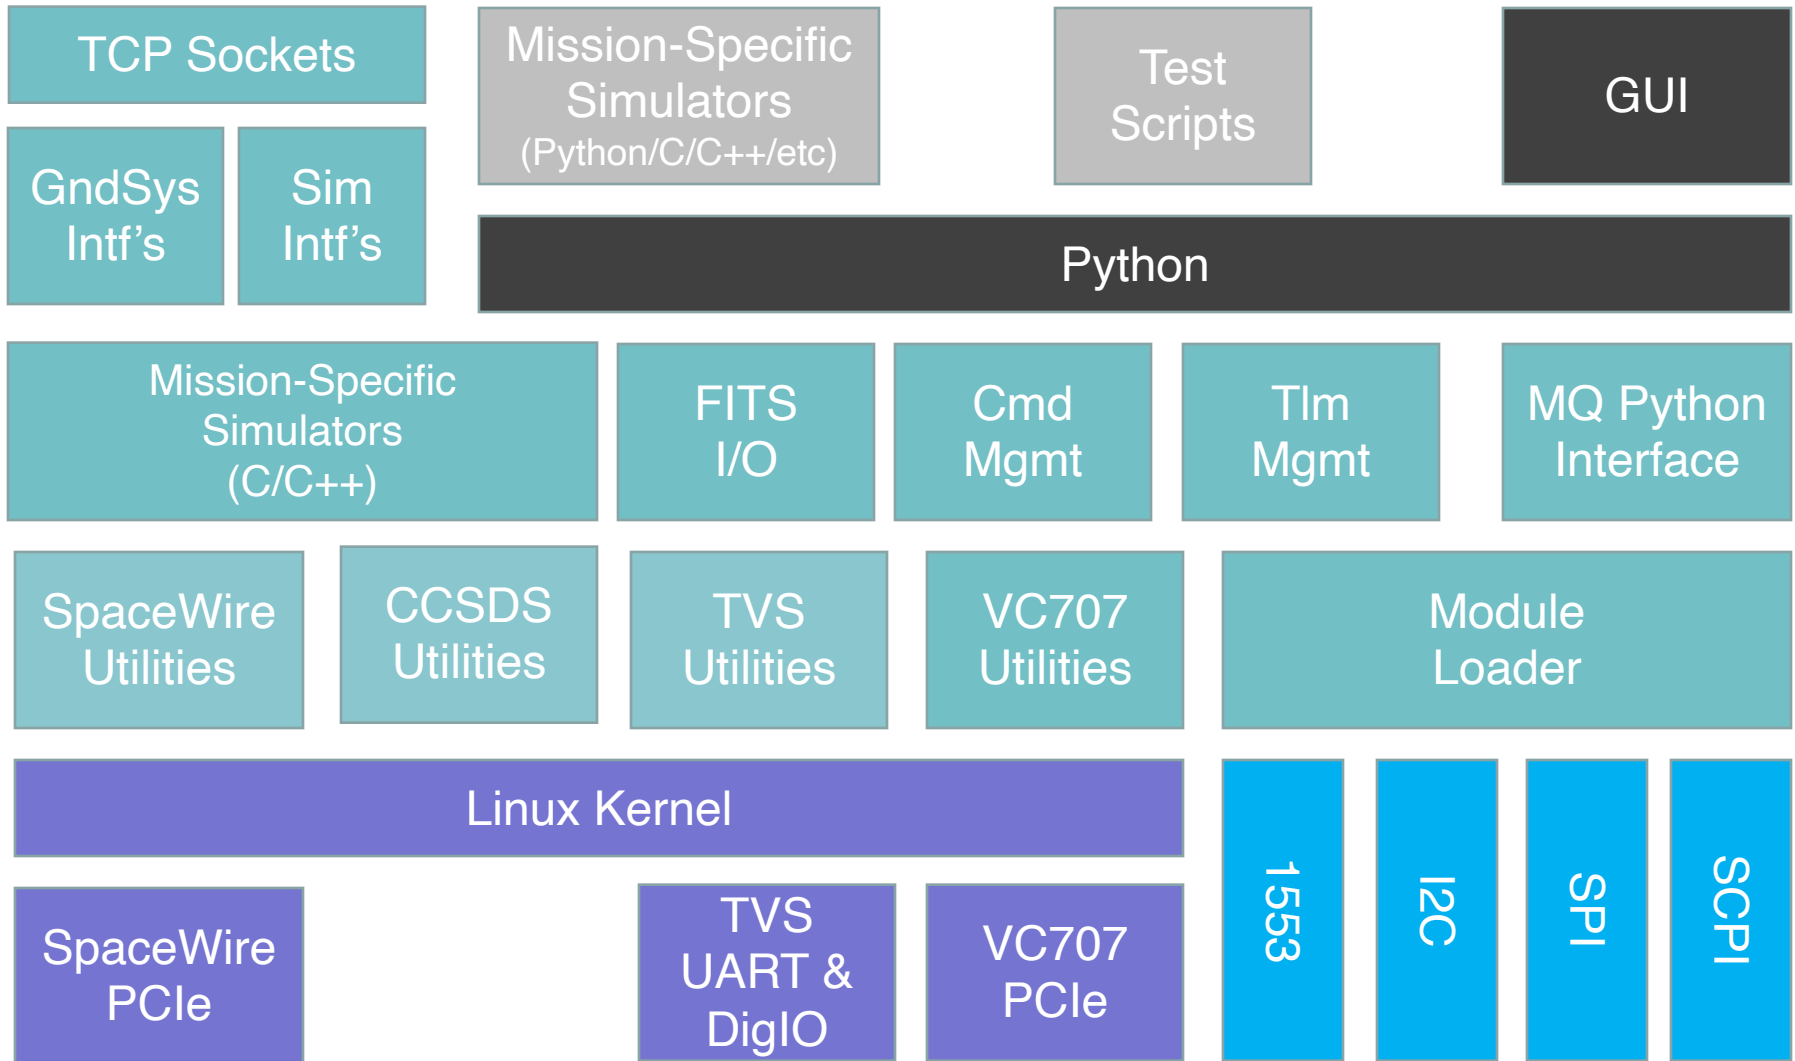 TCP Sockets
Mission-Specific
Simulators
(Python/C/C++/etc)
Test
Scripts
GUI
GndSys
Intf’s
Sim
Intf’s
Python
Mission-Specific
Simulators
(C/C++)
FITS
I/O
Cmd
Mgmt
Tlm
Mgmt
MQ Python
Interface
SpaceWire
Utilities
CCSDS
Utilities
TVS
Utilities
VC707
Utilities
Module
Loader
Linux Kernel
1553
I2C
SPI
SCPI
SpaceWire
PCIe
TVS
UART &
DigIO
VC707
PCIe